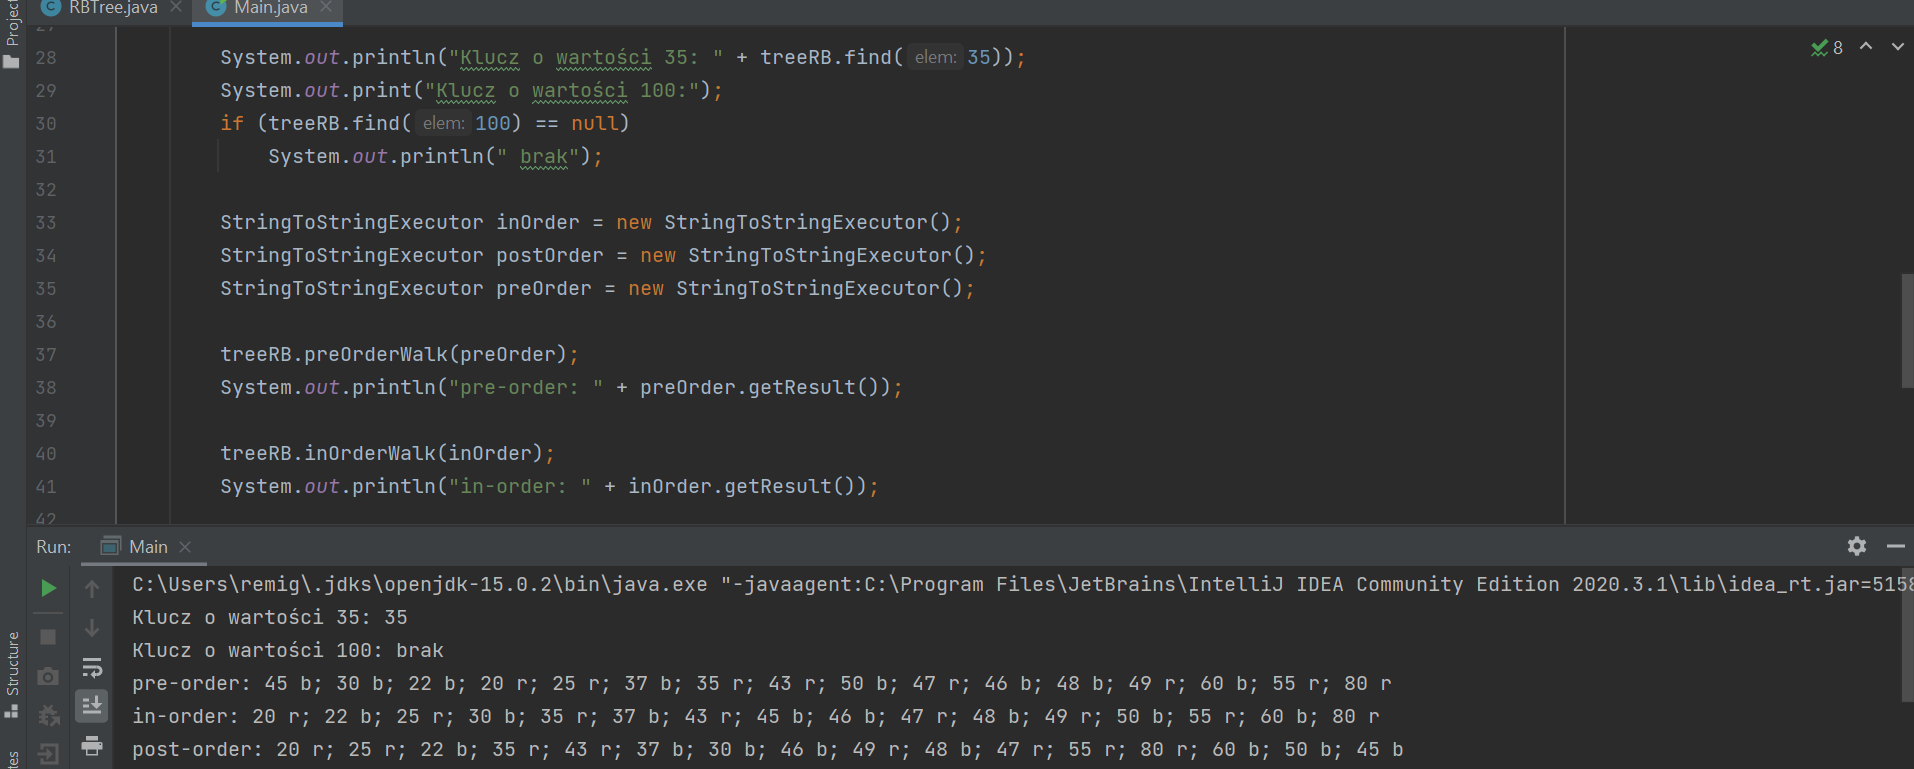 Project
RBTree.java
Main.java
27
28 System.out.println("Klucz o wartości 35: " + treeRB.find( elem: 35));
29 System.out.print("Klucz o wartości 100:");
30 if (treeRB.find( elem: 100) == null)
31 System.out.println(" brak");
32
33 StringToStringExecutor inOrder = new StringToStringExecutor();
34 StringToStringExecutor postOrder = new StringToStringExecutor();
35 StringToStringExecutor preOrder = new StringToStringExecutor();
36
37 treeRB.preOrderWalk(preOrder);
38 System.out.println("pre-order: " + preOrder.getResult());
39
40 treeRB.inOrderWalk(inOrder);
41 System.out.println("in-order: " + inOrder.getResult());
42
8
Run: Main
C:\Users\remig\.jdks\openjdk-15.0.2\bin\java.exe "-javaagent:C:\Program Files\JetBrains\IntelliJ IDEA Community Edition 2020.3.1\lib\idea_rt.jar=5158
Klucz o wartości 35: 35
Klucz o wartości 100: brak
pre-order: 45 b; 30 b; 22 b; 20 r; 25 r; 37 b; 35 r; 43 r; 50 b; 47 r; 46 b; 48 b; 49 r; 60 b; 55 r; 80 r
in-order: 20 r; 22 b; 25 r; 30 b; 35 r; 37 b; 43 r; 45 b; 46 b; 47 r; 48 b; 49 r; 50 b; 55 r; 60 b; 80 r
post-order: 20 r; 25 r; 22 b; 35 r; 43 r; 37 b; 30 b; 46 b; 49 r; 48 b; 47 r; 55 r; 80 r; 60 b; 50 b; 45 b
Structure